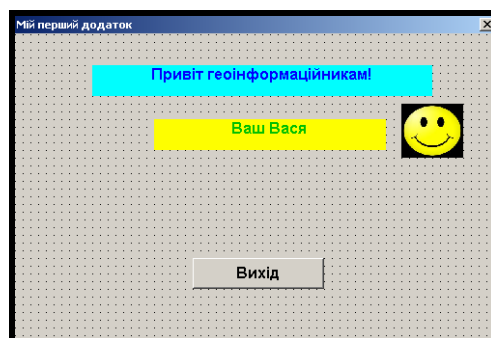 Мій перший додаток
Привіт геоінформаційникам!
Ваш Вася
Вихід